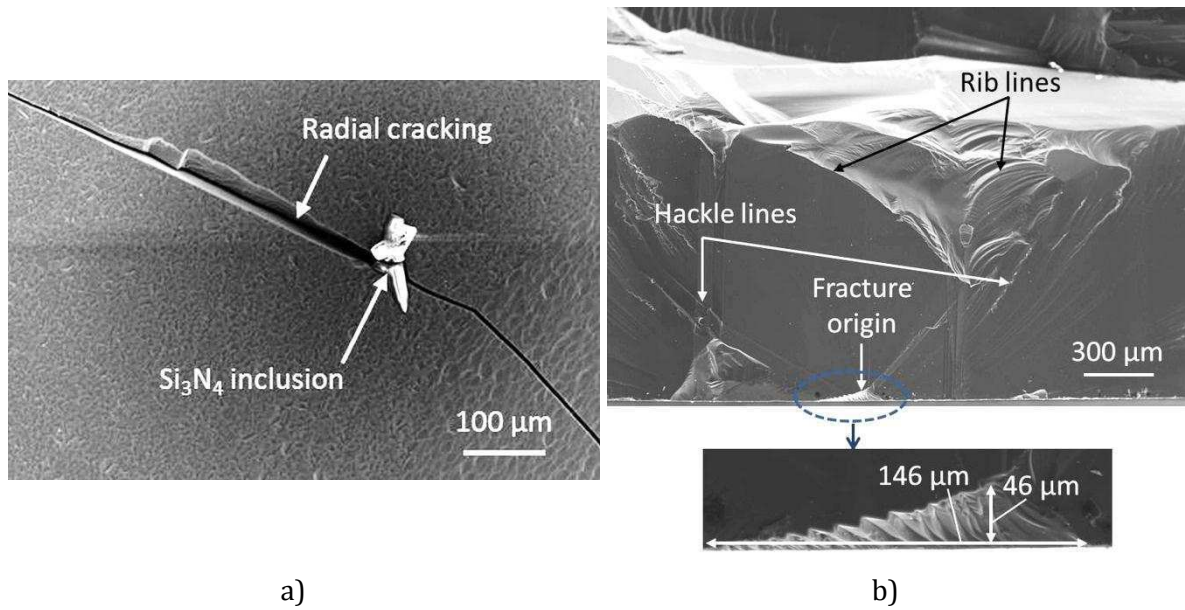 Radial cracking
Si₃N₄ inclusion
100 µm
a)
Rib lines
Hackle lines
Fracture
origin
300 µm
146 µm
46 µm
b)